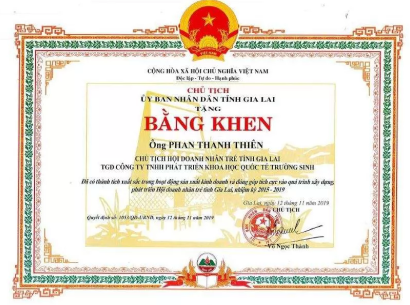 CỘNG HÒA XÃ HỘI CHỦ NGHĨA VIỆT NAM
Độc lập - Tự do - Hạnh phúc
CHỦ TỊCH
ỦY BAN NHÂN DÂN TỈNH GIA LAI
TẶNG
BẰNG KHEN
Ông PHAN THANH THIÊN
CHỦ TỊCH HỘI DOANH NHÂN TRẺ TỈNH GIA LAI
TGĐ CÔNG TY TNHH PHÁT TRIỂN KHOA HỌC QUỐC TẾ TRƯỜNG SINH
Đã có thành tích xuất sắc trong hoạt động sản xuất kinh doanh và đóng góp tích cực vào quá trình xây dựng,
phát triển Hội doanh nhân trẻ tỉnh Gia Lai, nhiệm kỳ 2015 - 2019
Gia Lai, ngày 12 tháng 11 năm 2019
CHỦ TỊCH
Quyết định số: /QĐ-UBND, ngày 12 tháng 11 năm 2019
Võ Ngọc Thành